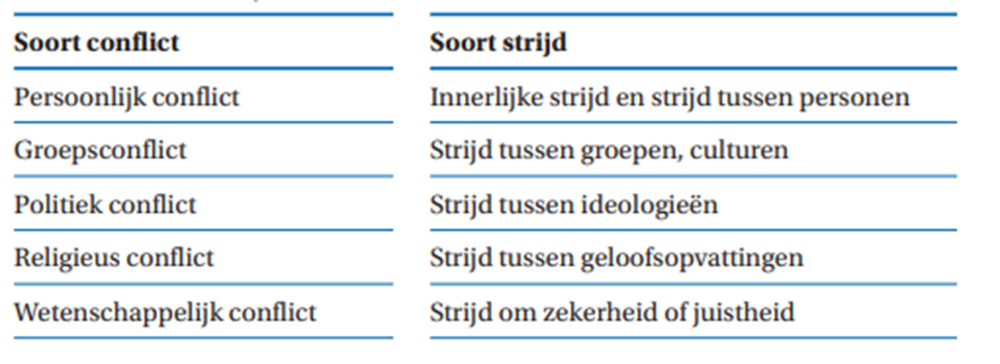 Soort conflict Soort strijd
Persoonlijk conflict Innerlijke strijd en strijd tussen personen
Groepsconflict Strijd tussen groepen, culturen
Politiek conflict Strijd tussen ideologieën
Religieus conflict Strijd tussen geloofsopvattingen
Wetenschappelijk conflict Strijd om zekerheid of juistheid